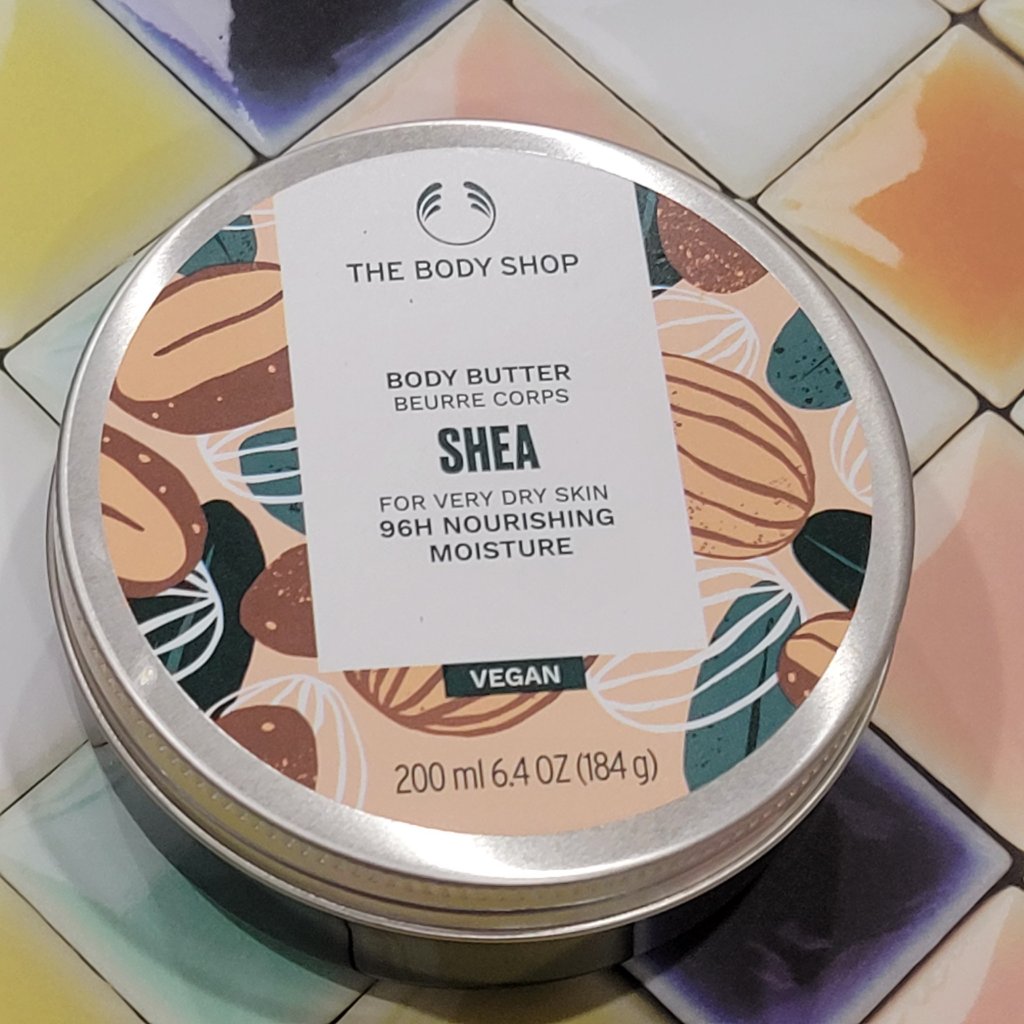 THE BODY SHOP
BODY BUTTER
BEURRE CORPS
SHEA
FOR VERY DRY SKIN
96H NOURISHING
MOISTURE
VEGAN
200 ml 6.4 OZ (184 g)